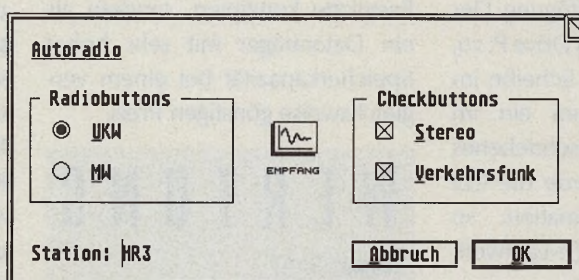 Autoradio
Radiobuttons
UKW
MW
EMPFANG
Checkbuttons
Stereo
Verkehrsfunk
Station: HR3
Abbruch
OK